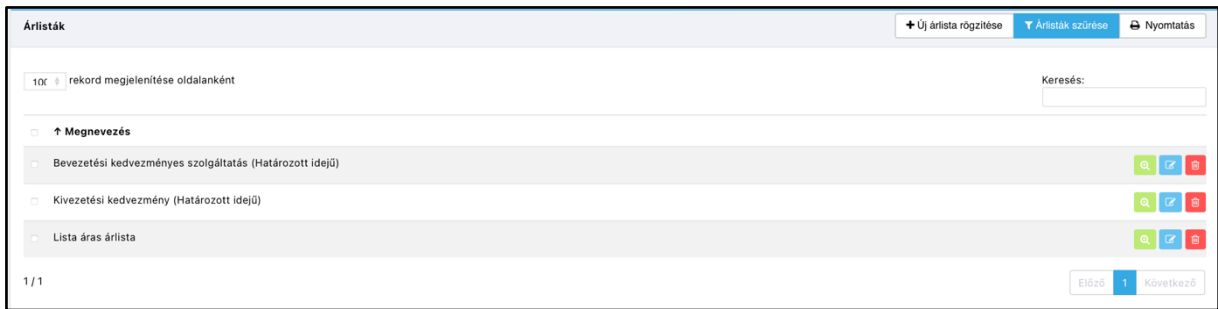 Árlisták
Új árlista rögzítése
Árlisták szűrése
Nyomtatás
100 rekord megjelenítése oldalanként
Keresés:
↑ Megnevezés
Bevezetési kedvezményes szolgáltatás (Határozott idejű)
Kivezetési kedvezmény (Határozott idejű)
Lista áras árlista
1 / 1
Előző 1 Következő